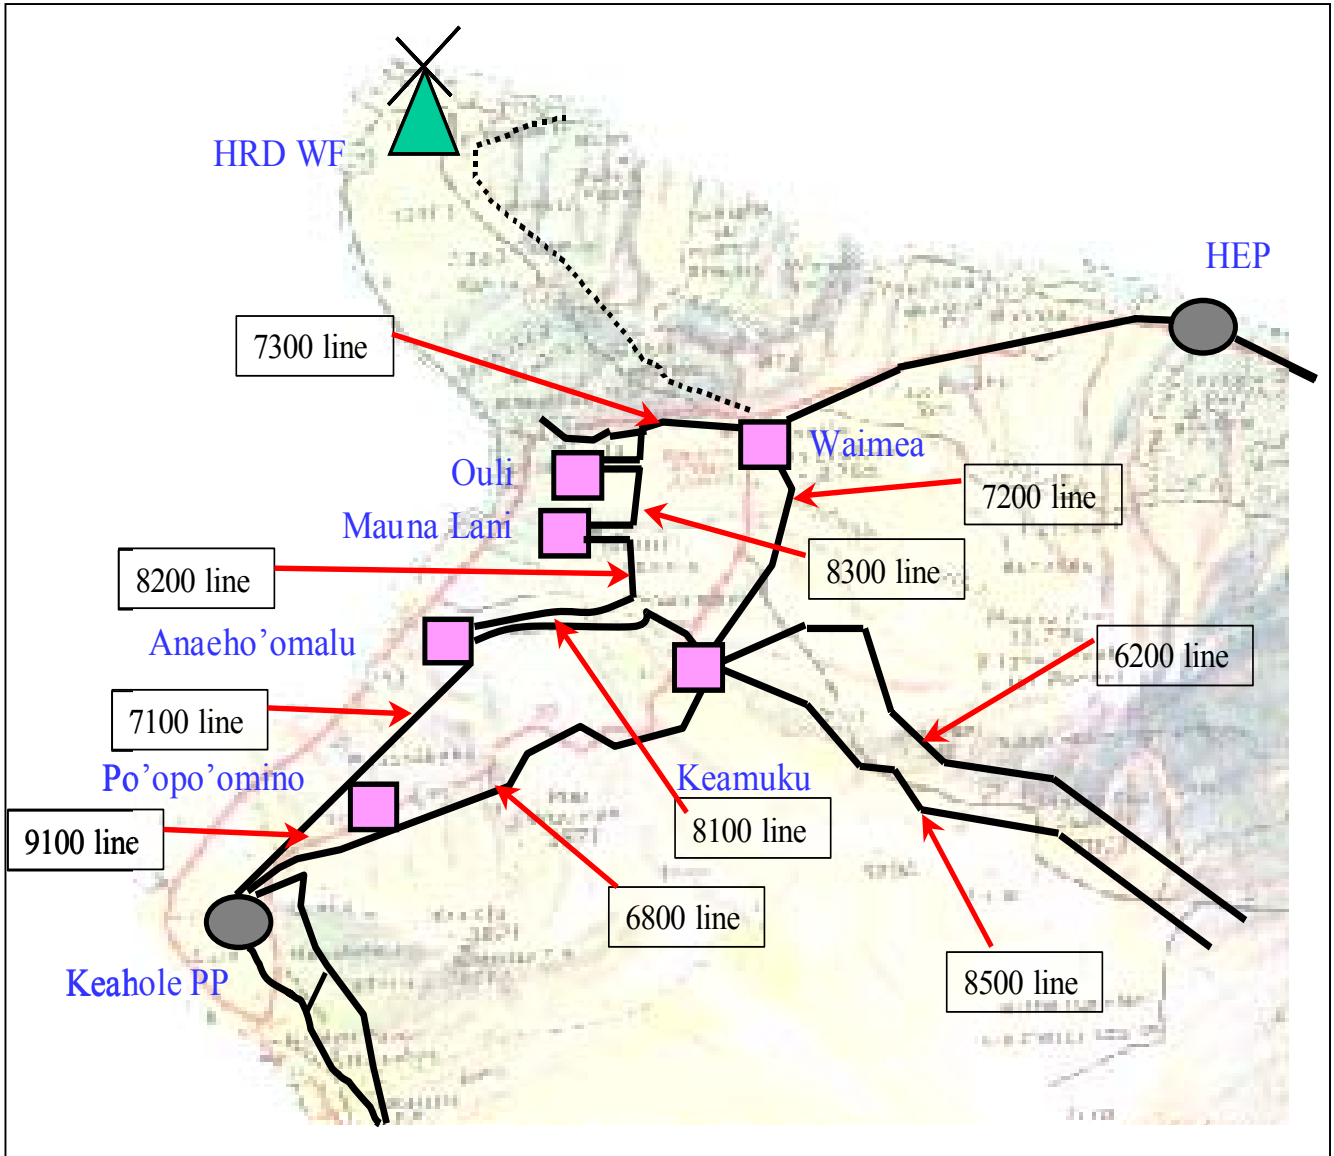 HRD WF
HEP
7300 line
Waimea
Ouli
7200 line
Mauna Lani
8200 line
8300 line
Anaeho’omalu
6200 line
7100 line
Po’opo’omino
Keamuku
9100 line
8100 line
6800 line
Keahole PP
8500 line